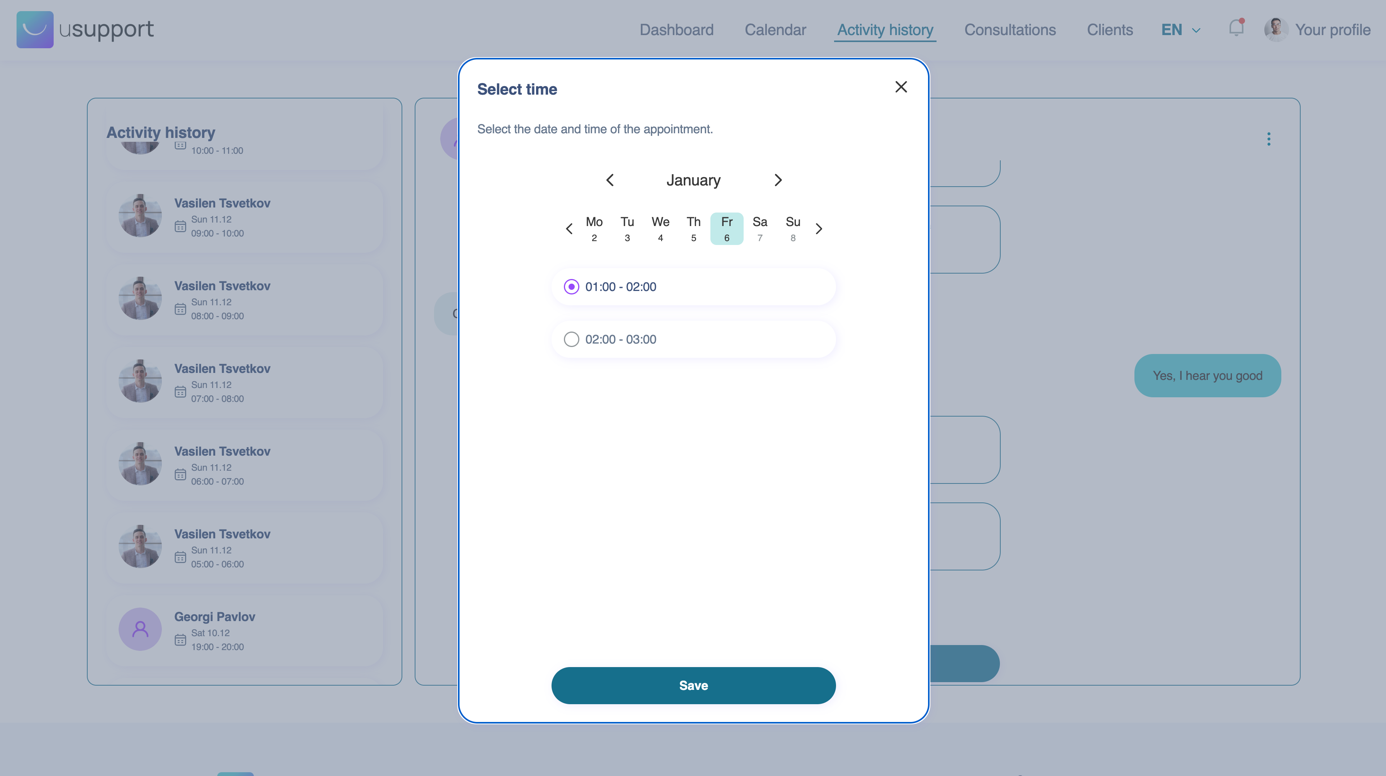 usupport
Dashboard
Calendar
Activity history
Consultations
Clients
EN
Your profile
Activity history
10:00 - 11:00
Vasilen Tsvetkov
Sun 11.12
09:00 - 10:00
Vasilen Tsvetkov
Sun 11.12
08:00 - 09:00
Vasilen Tsvetkov
Sun 11.12
07:00 - 08:00
Vasilen Tsvetkov
Sun 11.12
06:00 - 07:00
Vasilen Tsvetkov
Sun 11.12
05:00 - 06:00
Georgi Pavlov
Sat 10.12
19:00 - 20:00
Select time
Select the date and time of the appointment.
January
Mo Tu We Th Fr Sa Su
2 3 4 5 6 7 8
01:00 - 02:00
02:00 - 03:00
Save
Yes, I hear you good